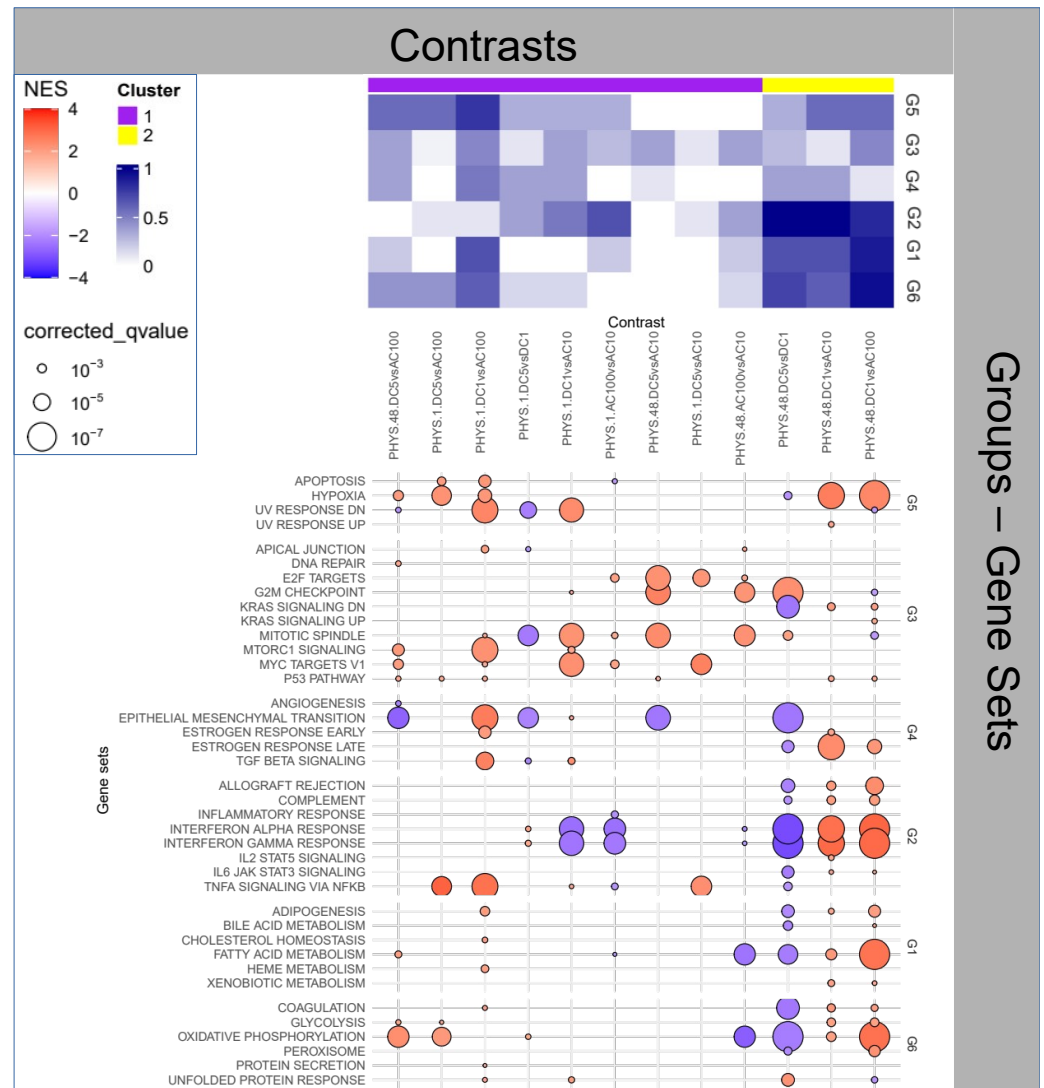 Contrasts
NES
4
2
0
−2
−4
Cluster
1
2
1
0.5
0
corrected_qvalue
10⁻³
10⁻⁵
10⁻⁷
G5
G3
G4
G2
G1
G6
Contrast
PHYS.48.DC5vsAC100
PHYS.1.DC5vsAC100
PHYS.1.DC1vsAC100
PHYS.1.DC5vsDC1
PHYS.1.DC1vsAC10
PHYS.1.AC100vsAC10
PHYS.48.DC5vsAC10
PHYS.1.DC5vsAC10
PHYS.48.AC100vsAC10
PHYS.48.DC5vsDC1
PHYS.48.DC1vsAC10
PHYS.48.DC1vsAC100
Gene sets
APOPTOSIS
HYPOXIA
UV RESPONSE DN
UV RESPONSE UP
G5
APICAL JUNCTION
DNA REPAIR
E2F TARGETS
G2M CHECKPOINT
KRAS SIGNALING DN
KRAS SIGNALING UP
MITOTIC SPINDLE
MTORC1 SIGNALING
MYC TARGETS V1
P53 PATHWAY
G3
ANGIOGENESIS
EPITHELIAL MESENCHYMAL TRANSITION
ESTROGEN RESPONSE EARLY
ESTROGEN RESPONSE LATE
TGF BETA SIGNALING
G4
ALLOGRAFT REJECTION
COMPLEMENT
INFLAMMATORY RESPONSE
INTERFERON ALPHA RESPONSE
INTERFERON GAMMA RESPONSE
IL2 STAT5 SIGNALING
IL6 JAK STAT3 SIGNALING
TNFA SIGNALING VIA NFKB
G2
ADIPOGENESIS
BILE ACID METABOLISM
CHOLESTEROL HOMEOSTASIS
FATTY ACID METABOLISM
HEME METABOLISM
XENOBIOTIC METABOLISM
G1
COAGULATION
GLYCOLYSIS
OXIDATIVE PHOSPHORYLATION
PEROXISOME
PROTEIN SECRETION
UNFOLDED PROTEIN RESPONSE
G6
Groups – Gene Sets